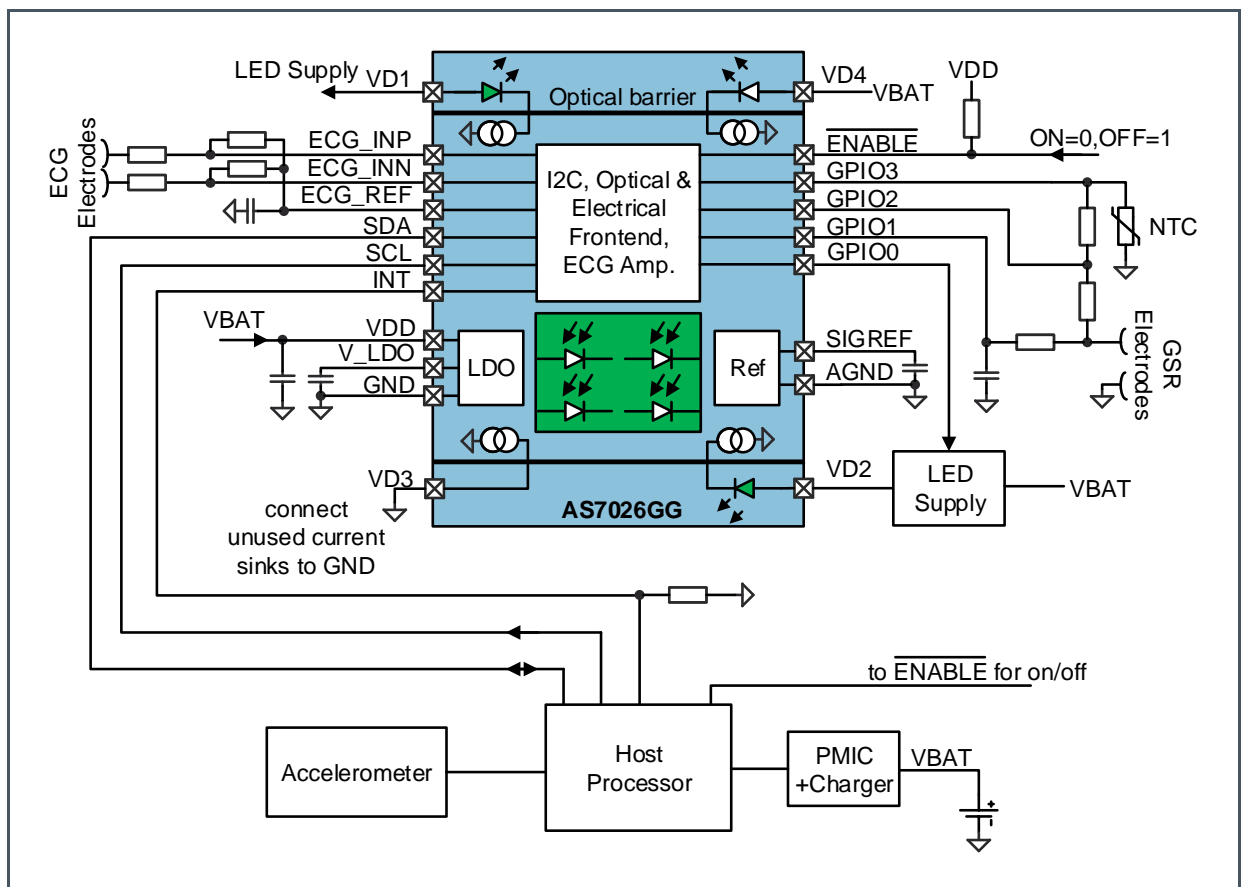 LED Supply
VD1
VD4
VBAT
VDD
Optical barrier
ENABLE
ON=0,OFF=1
ECG
Electrodes
ECG_INP
ECG_INN
ECG_REF
SDA
SCL
INT
I2C, Optical &
Electrical
Frontend,
ECG Amp.
GPIO3
GPIO2
GPIO1
GPIO0
NTC
VBAT
VDD
V_LDO
GND
LDO
Ref
SIGREF
AGND
GSR
Electrodes
VD3
connect
unused current
sinks to GND
AS7026GG
VD2
LED
Supply
VBAT
to ENABLE for on/off
Accelerometer
Host
Processor
PMIC
+Charger
VBAT
+